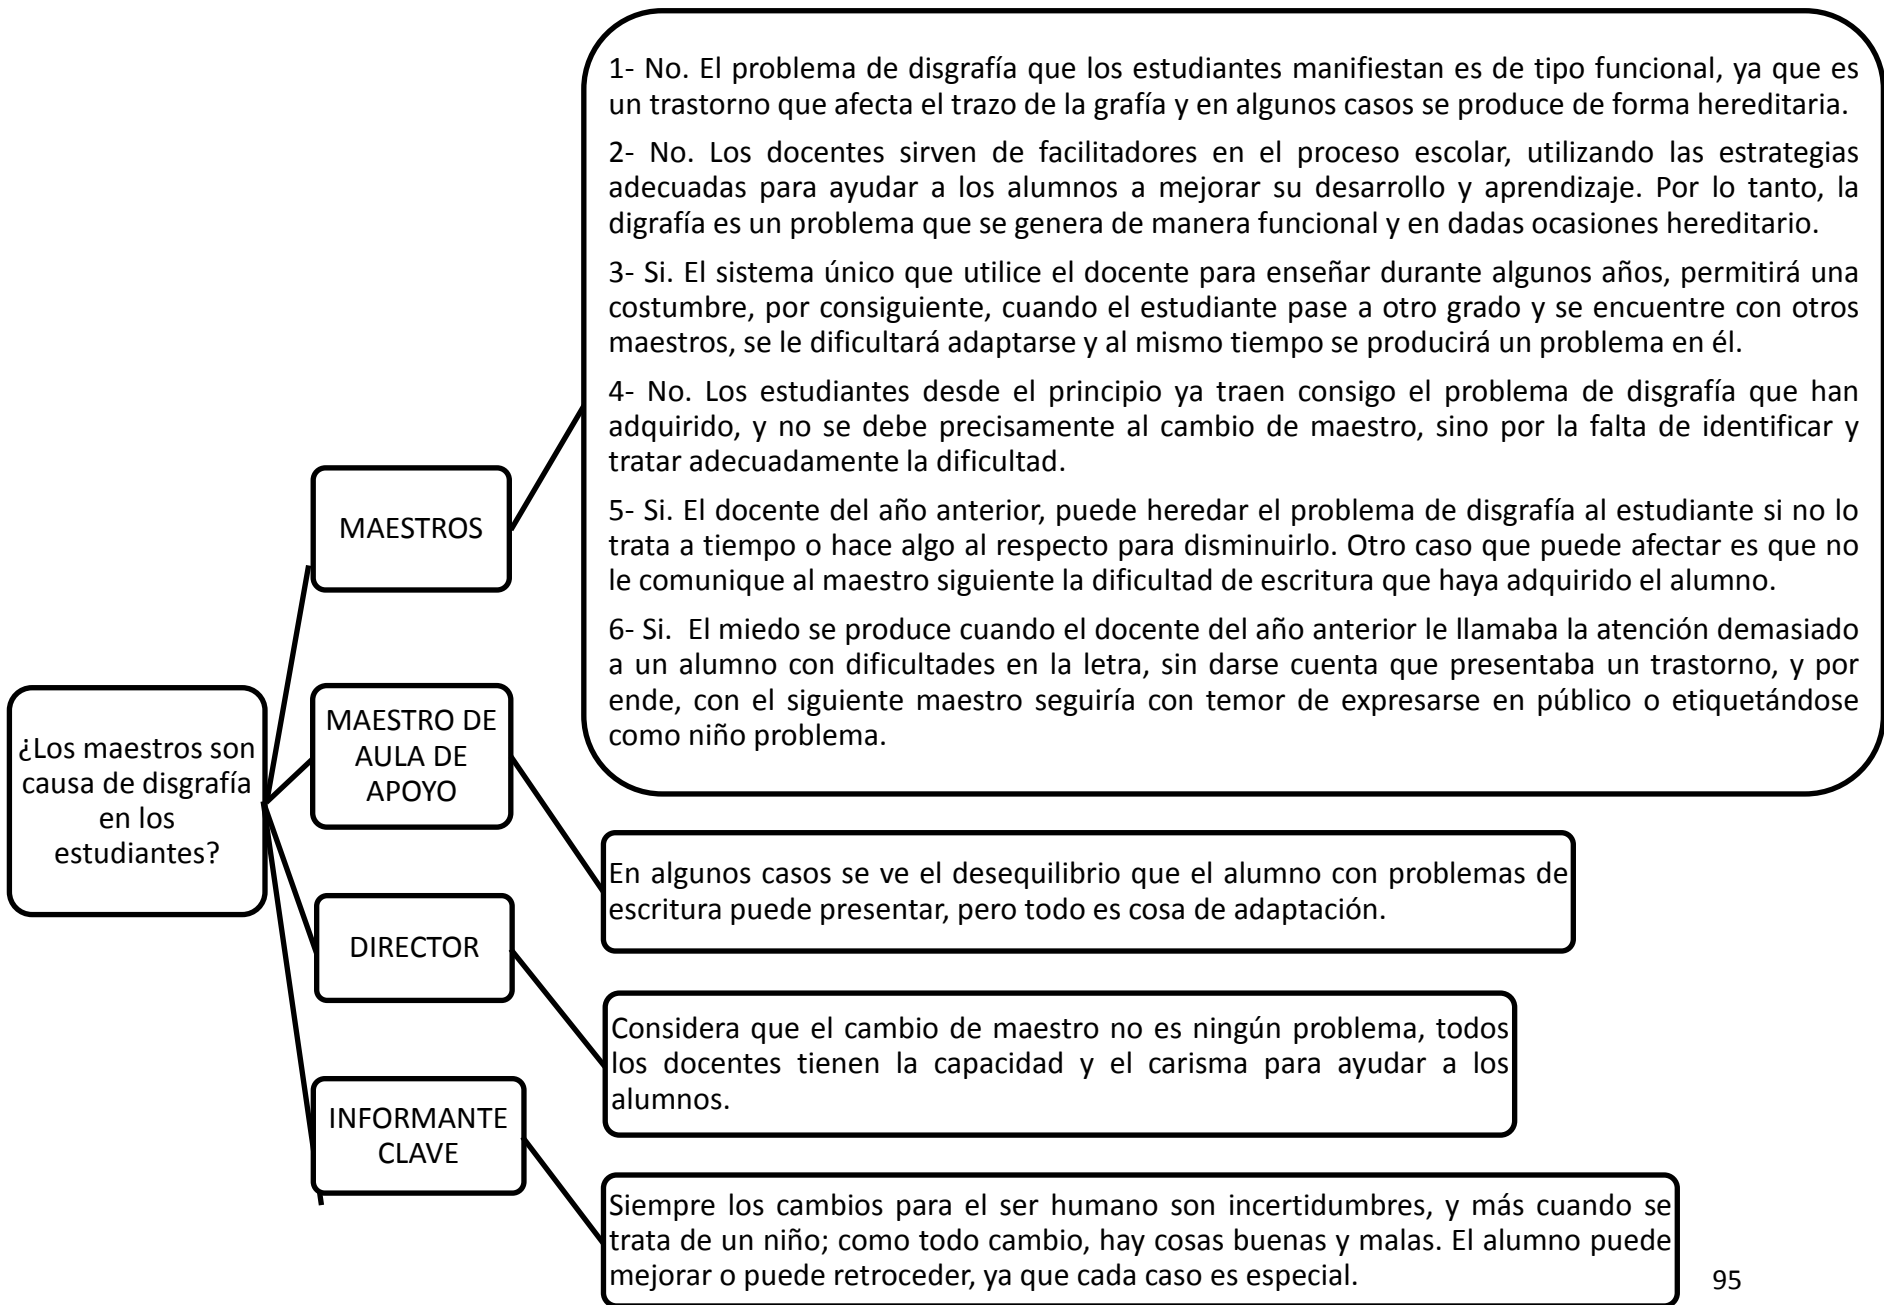 ¿Los maestros son
causa de disgrafía
en los
estudiantes?
MAESTROS
1- No. El problema de disgrafía que los estudiantes manifiestan es de tipo funcional, ya que es
un trastorno que afecta el trazo de la grafía y en algunos casos se produce de forma hereditaria.
2- No. Los docentes sirven de facilitadores en el proceso escolar, utilizando las estrategias
adecuadas para ayudar a los alumnos a mejorar su desarrollo y aprendizaje. Por lo tanto, la
digrafía es un problema que se genera de manera funcional y en dadas ocasiones hereditario.
3- Si. El sistema único que utilice el docente para enseñar durante algunos años, permitirá una
costumbre, por consiguiente, cuando el estudiante pase a otro grado y se encuentre con otros
maestros, se le dificultará adaptarse y al mismo tiempo se producirá un problema en él.
4- No. Los estudiantes desde el principio ya traen consigo el problema de disgrafía que han
adquirido, y no se debe precisamente al cambio de maestro, sino por la falta de identificar y
tratar adecuadamente la dificultad.
5- Si. El docente del año anterior, puede heredar el problema de disgrafía al estudiante si no lo
trata a tiempo o hace algo al respecto para disminuirlo. Otro caso que puede afectar es que no
le comunique al maestro siguiente la dificultad de escritura que haya adquirido el alumno.
6- Si.  El miedo se produce cuando el docente del año anterior le llamaba la atención demasiado
a un alumno con dificultades en la letra, sin darse cuenta que presentaba un trastorno, y por
ende, con el siguiente maestro seguiría con temor de expresarse en público o etiquetándose
como niño problema.
MAESTRO DE
AULA DE
APOYO
En algunos casos se ve el desequilibrio que el alumno con problemas de
escritura puede presentar, pero todo es cosa de adaptación.
DIRECTOR
Considera que el cambio de maestro no es ningún problema, todos
los docentes tienen la capacidad y el carisma para ayudar a los
alumnos.
INFORMANTE
CLAVE
Siempre los cambios para el ser humano son incertidumbres, y más cuando se
trata de un niño; como todo cambio, hay cosas buenas y malas. El alumno puede
mejorar o puede retroceder, ya que cada caso es especial.
95